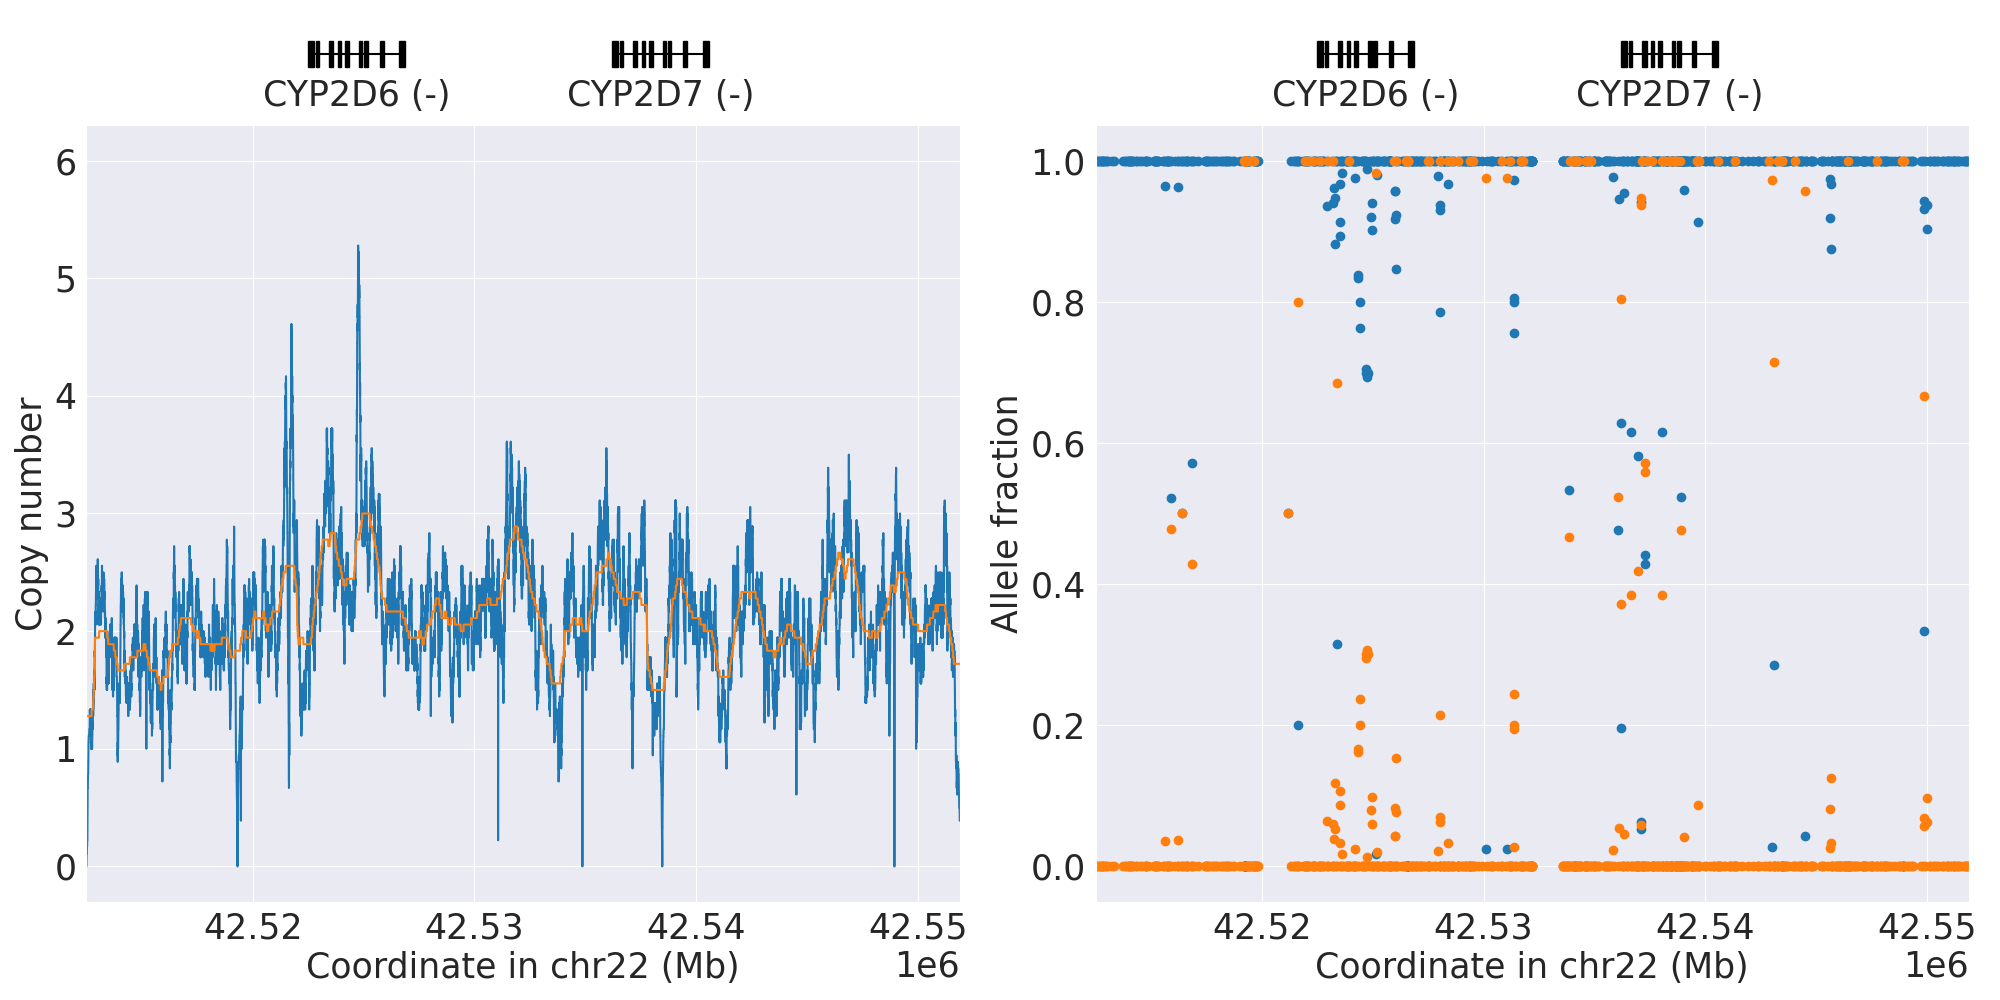 CYP2D6 (-) CYP2D7 (-)
6
5
4
3
2
1
0
Copy number
42.52 42.53 42.54 42.55
Coordinate in chr22 (Mb) 1e6
CYP2D6 (-) CYP2D7 (-)
1.0
0.8
0.6
0.4
0.2
0.0
Allele fraction
42.52 42.53 42.54 42.55
Coordinate in chr22 (Mb) 1e6